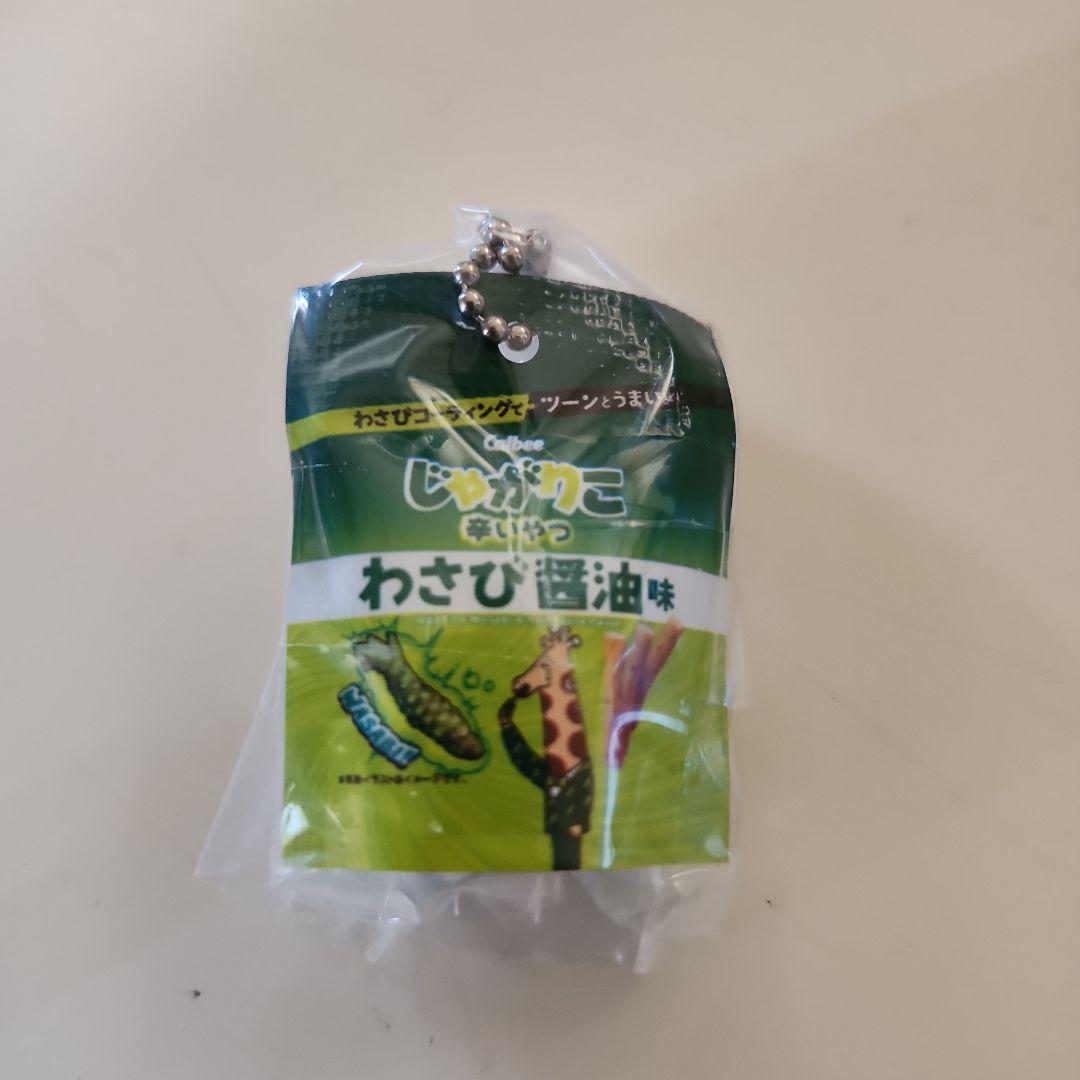 わさびコーティングで ツーンとうまい
Calbee
じゃがりこ
辛いやつ
わさび醤油味
WASABI